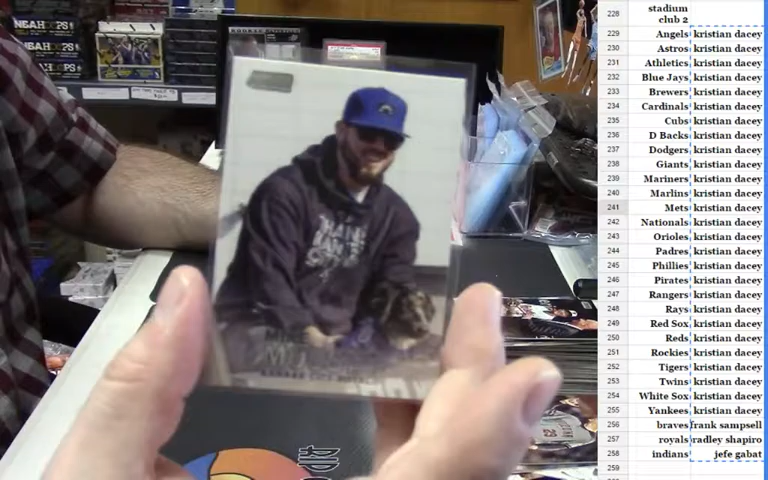 NBA HOOPS
228 stadium club 2
229 Angels kristian dacey
230 Astros kristian dacey
231 Athletics kristian dacey
232 Blue Jays kristian dacey
233 Brewers kristian dacey
234 Cardinals kristian dacey
235 Cubs kristian dacey
236 D Backs kristian dacey
237 Dodgers kristian dacey
238 Giants kristian dacey
239 Mariners kristian dacey
240 Marlins kristian dacey
241 Mets kristian dacey
242 Nationals kristian dacey
243 Orioles kristian dacey
244 Padres kristian dacey
245 Phillies kristian dacey
246 Pirates kristian dacey
247 Rangers kristian dacey
248 Rays kristian dacey
249 Red Sox kristian dacey
250 Reds kristian dacey
251 Rockies kristian dacey
252 Tigers kristian dacey
253 Twins kristian dacey
254 White Sox kristian dacey
255 Yankees kristian dacey
256 braves frank sampsell
257 royals radley shapiro
258 indians jefe gabat
259